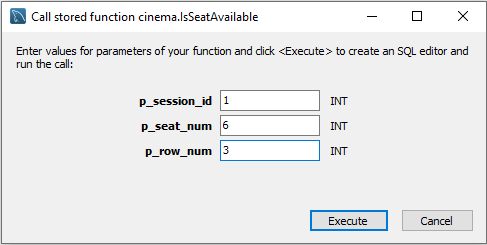 Call stored function cinema.IsSeatAvailable
Enter values for parameters of your function and click <Execute> to create an SQL editor and
run the call:
p_session_id 1 INT
p_seat_num 6 INT
p_row_num 3 INT
Execute Cancel